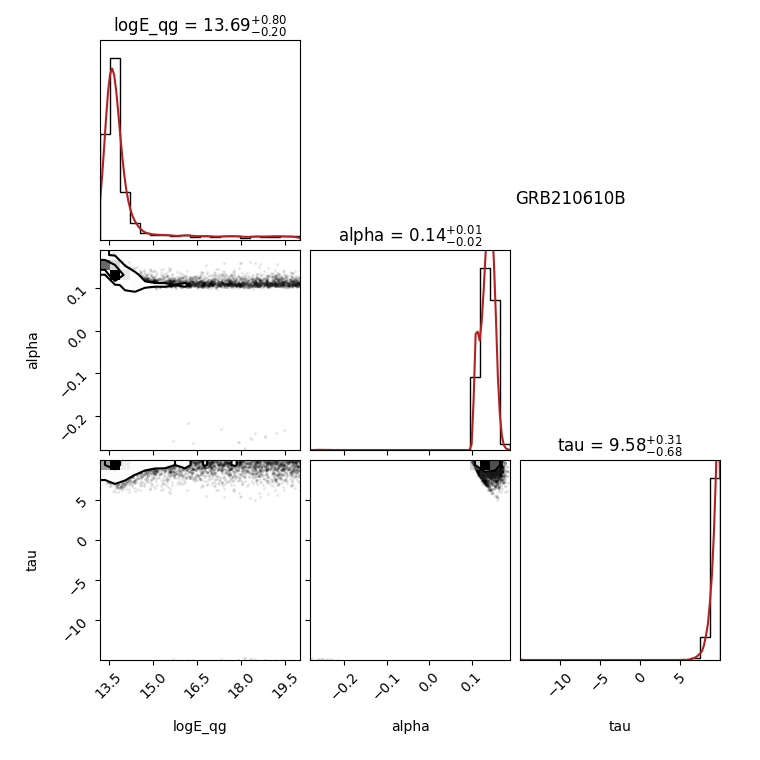 logE_qg = 13.69+0.80−0.20
GRB210610B
alpha = 0.14+0.01−0.02
alpha
0.1
0.0
−0.1
−0.2
tau = 9.58+0.31−0.68
tau
5
0
−5
−10
13.5 15.0 16.5 18.0 19.5
−0.2 −0.1 0.0 0.1
−10 −5 0 5
logE_qg alpha tau